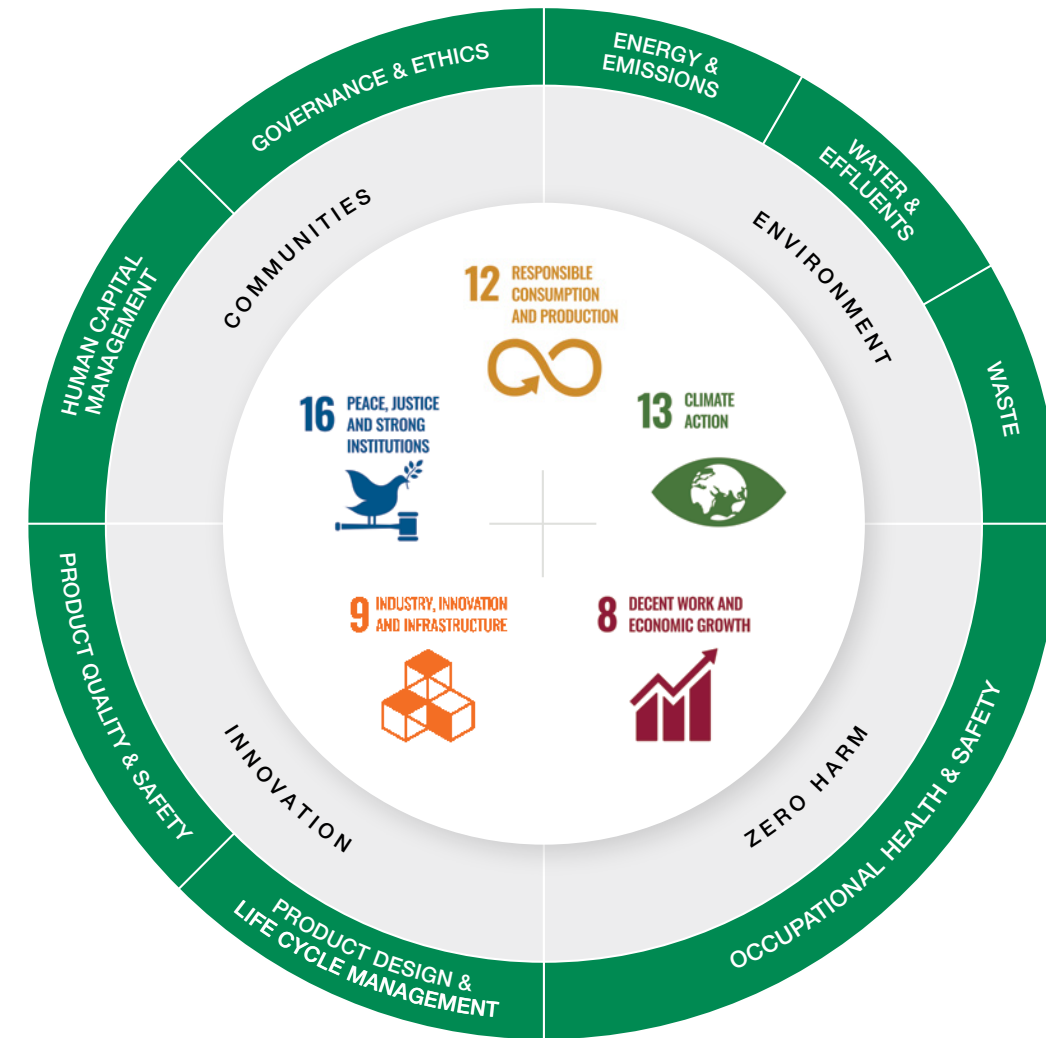 GOVERNANCE & ETHICS
ENERGY &
EMISSIONS
WATER &
EFFLUENTS
WASTE
OCCUPATIONAL HEALTH & SAFETY
PRODUCT DESIGN &
LIFE CYCLE MANAGEMENT
PRODUCT QUALITY & SAFETY
HUMAN CAPITAL
MANAGEMENT
COMMUNITIES
ENVIRONMENT
ZERO HARM
INNOVATION
12 RESPONSIBLE
CONSUMPTION
AND PRODUCTION
13 CLIMATE
ACTION
16 PEACE, JUSTICE
AND STRONG
INSTITUTIONS
9 INDUSTRY, INNOVATION
AND INFRASTRUCTURE
8 DECENT WORK AND
ECONOMIC GROWTH